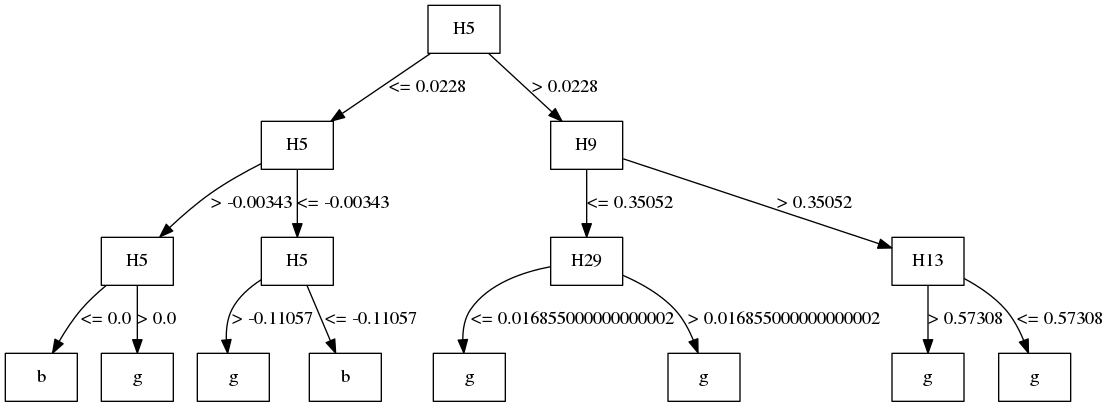 H5
<= 0.0228
> 0.0228
H5
H9
> -0.00343
<= -0.00343
<= 0.35052
> 0.35052
H5
H5
H29
H13
<= 0.0
> 0.0
> -0.11057
<= -0.11057
<= 0.016855000000000002
> 0.016855000000000002
> 0.57308
<= 0.57308
b
g
g
b
g
g
g
g